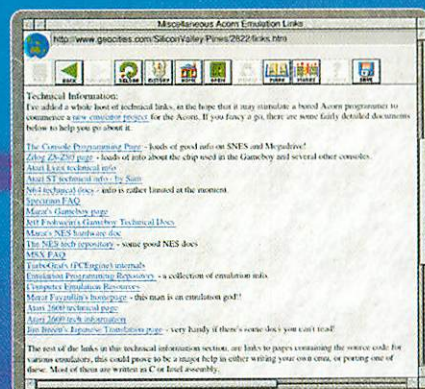 Miscellaneous Acorn Emulation Links
http://www.geocities.com/SiliconValley/Pines/2822/links.htm
BACK
RELOAD
HISTORY
HOME
OPEN
SAVE
Technical Information:
I've added a whole host of technical links, in the hope that it may stimulate a bored Acorn programmer to
commence a new emulator project for the Acorn. If you fancy a go, there are some fairly detailed documents
below to help you go about it.
The Console Programming Page - loads of good info on SNES and Megadrive!
Zilog Z8-Z80 page - loads of info about the chip used in the Gameboy and several other consoles.
Atari Lynx technical info
Atari ST technical info - by Sam
N64 technical docs - info is rather limited at the moment.
Spectrum FAQ
Marat's Gameboy page
Jeff Frohwein's Gameboy Technical Docs
Marat's NES hardware doc
The NES tech repository - some good NES docs
MSX FAQ
TurboGrafx (PCEngine) internals
Emulation Programming Repository - a collection of emulation info.
Computer Emulation Resources
Marat Fayzullin's homepage - this man is an emulation god!!
Atari 2600 technical page
Atari 2600 tech information
Jim Breen's Japanese Translation page - very handy if there's some docs you can't read!
The rest of the links in this technical information section, are links to pages containing the source code for
various emulators, this could prove to be a major help in either writing your own emu, or porting one of
these. Most of them are written in C or Intel assembly.